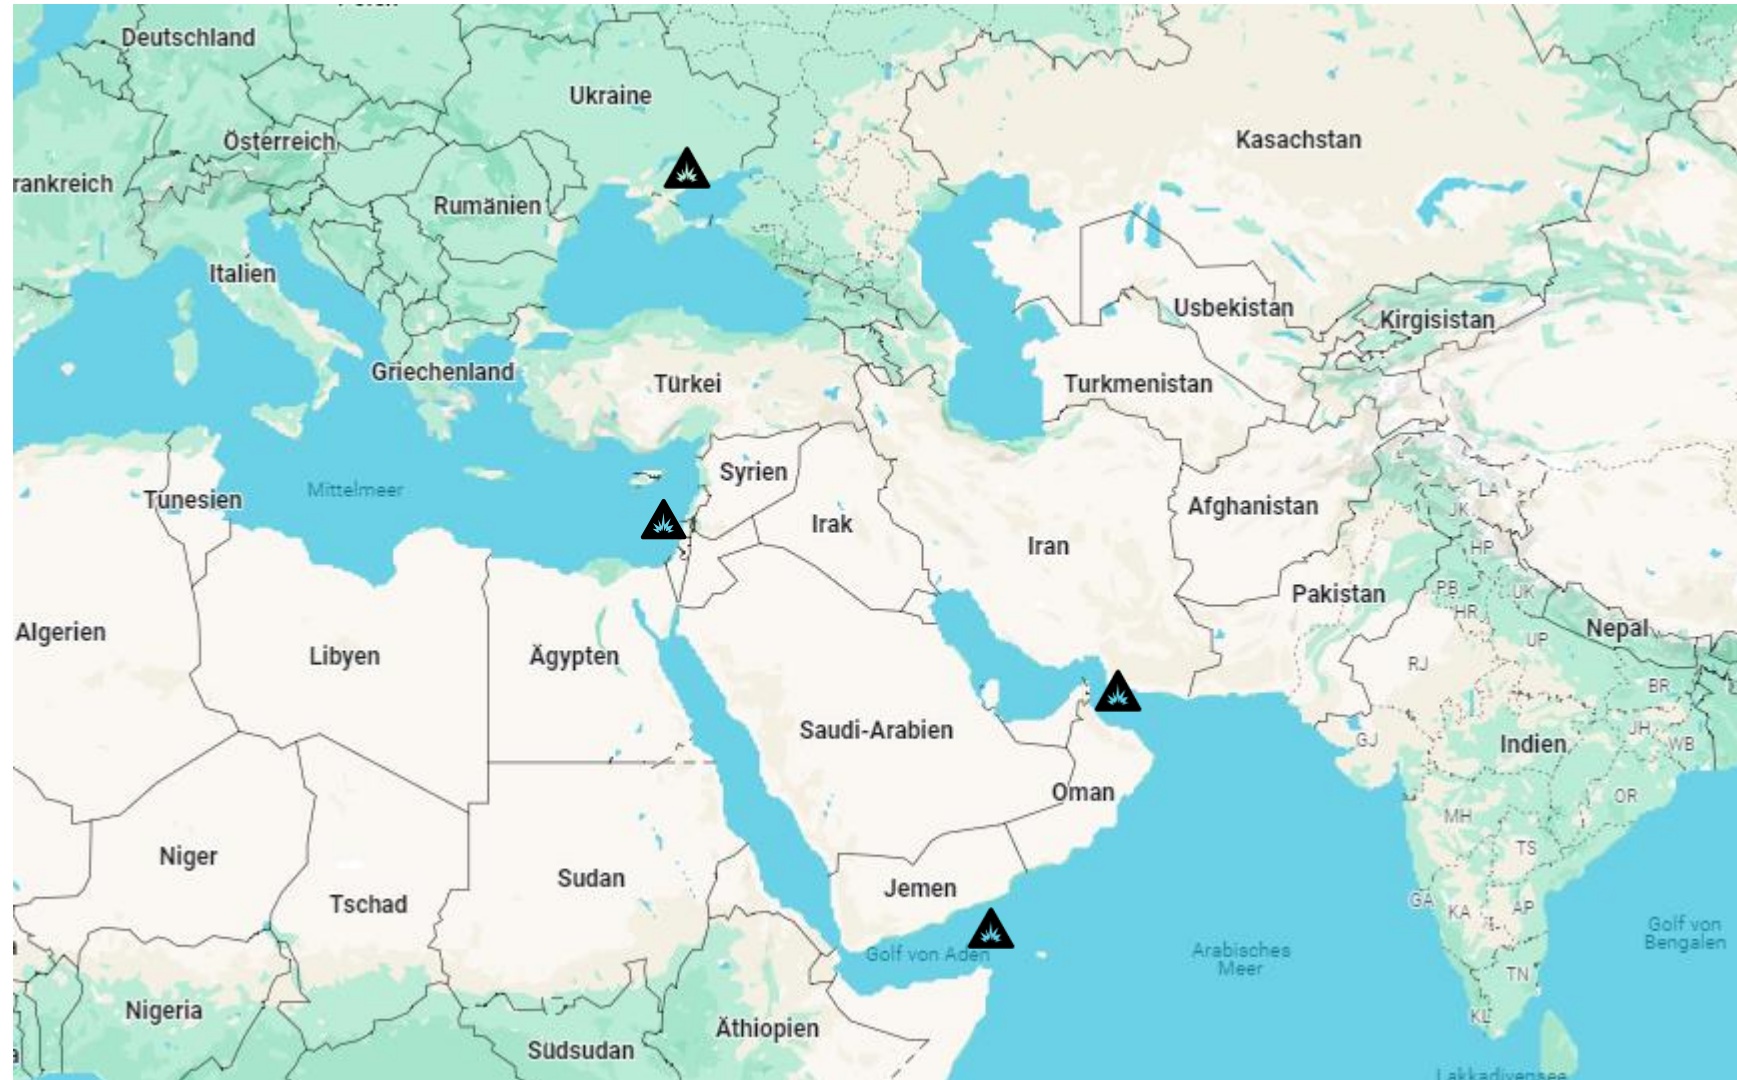 Deutschland
Ukraine
Kasachstan
Österreich
rankreich
Rumänien
Italien
Usbekistan
Kirgisistan
Griechenland
Türkei
Turkmenistan
Syrien
Mittelmeer
Tunesien
LA
Afghanistan
JK
Irak
Iran
HP
Pakistan
PB
UK
HR
Nepal
Algerien
UP
Libyen
Ägypten
RJ
BR
Saudi-Arabien
JH
GJ
Indien
WB
Oman
OR
MH
TS
Niger
Sudan
Jemen
Tschad
GA
KA
AP
Golf von
Bengalen
Golf von Aden
Arabisches
Meer
TN
Nigeria
KL
Äthiopien
Südsudan
Lakkadivensee